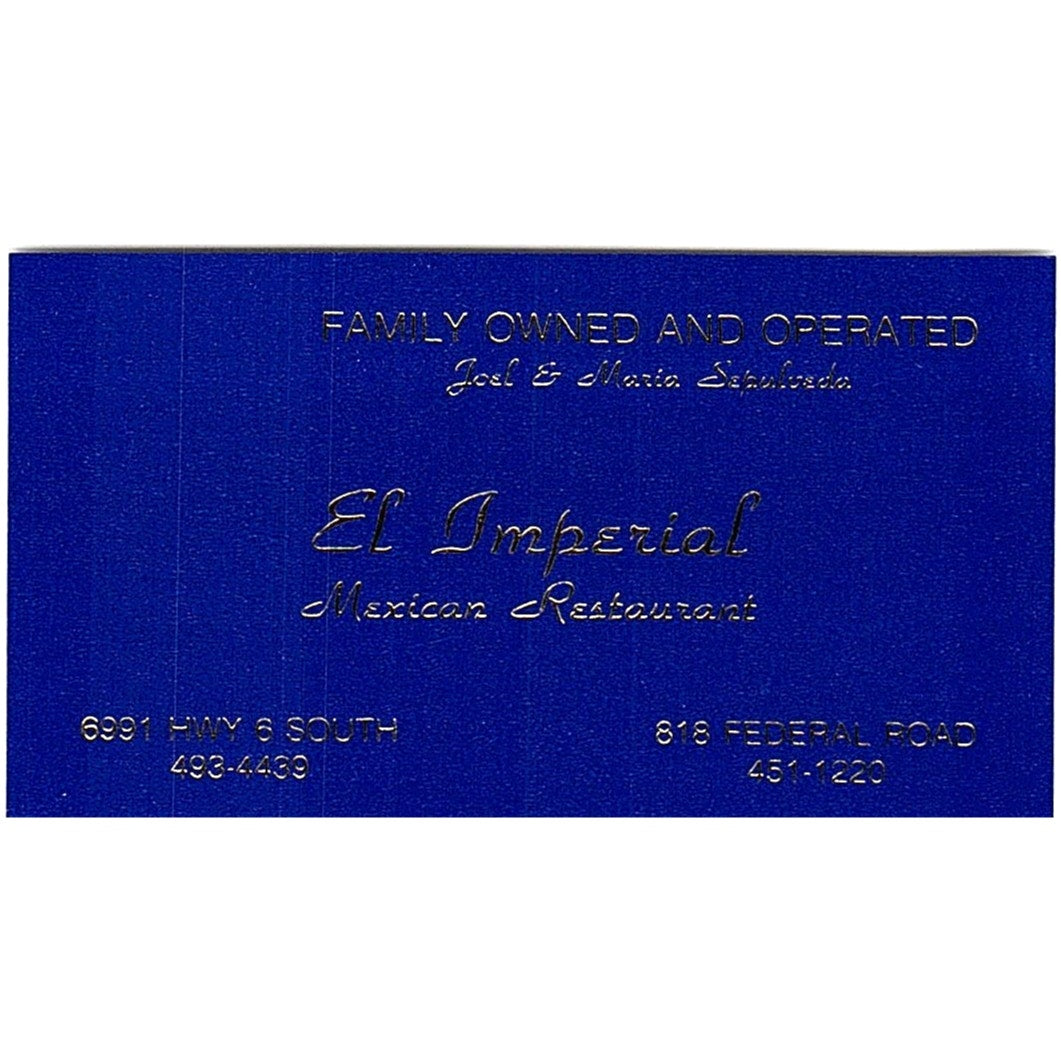 FAMILY OWNED AND OPERATED
Joel & Maria Sepulveda
El Imperial
Mexican Restaurant
6991 HWY 6 SOUTH
493-4439
818 FEDERAL ROAD
451-1220